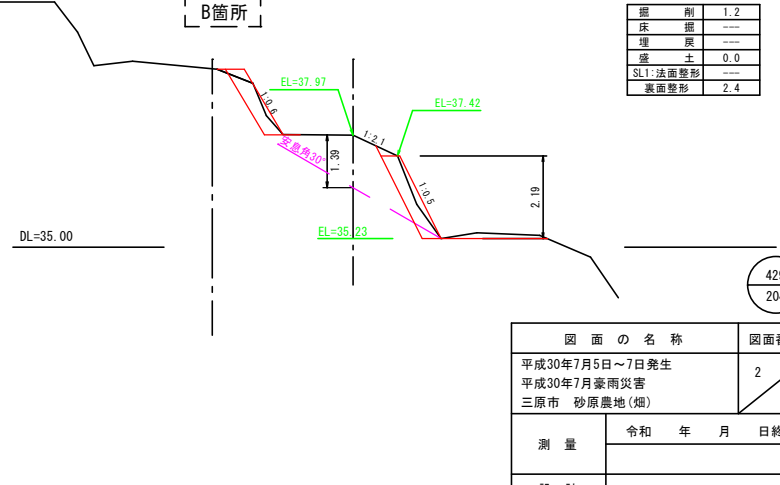 B箇所
掘 削 1.2
床 掘 ---
埋 戻 ---
盛 土 0.0
SL1:法面整形 ---
裏面整形 2.4
EL=37.97
EL=37.42
1:0.6
1:2.1
安息角30°
1.39
1:0.5
2.19
EL=35.23
DL=35.00
図 面 の 名 称
平成30年7月5日～7日発生
平成30年7月豪雨災害
三原市 砂原農地(畑)
2
測 量
令和 年 月